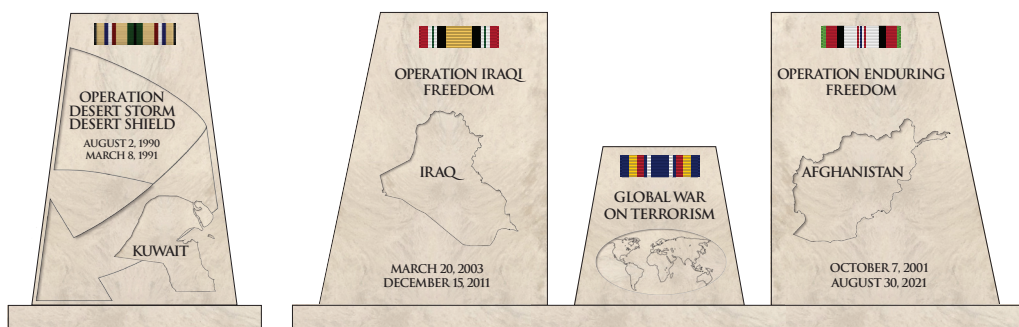 OPERATION
DESERT STORM
DESERT SHIELD
AUGUST 2, 1990
MARCH 8, 1991
KUWAIT
OPERATION IRAQI
FREEDOM
IRAQ
MARCH 20, 2003
DECEMBER 15, 2011
GLOBAL WAR
ON TERRORISM
OPERATION ENDURING
FREEDOM
AFGHANISTAN
OCTOBER 7, 2001
AUGUST 30, 2021